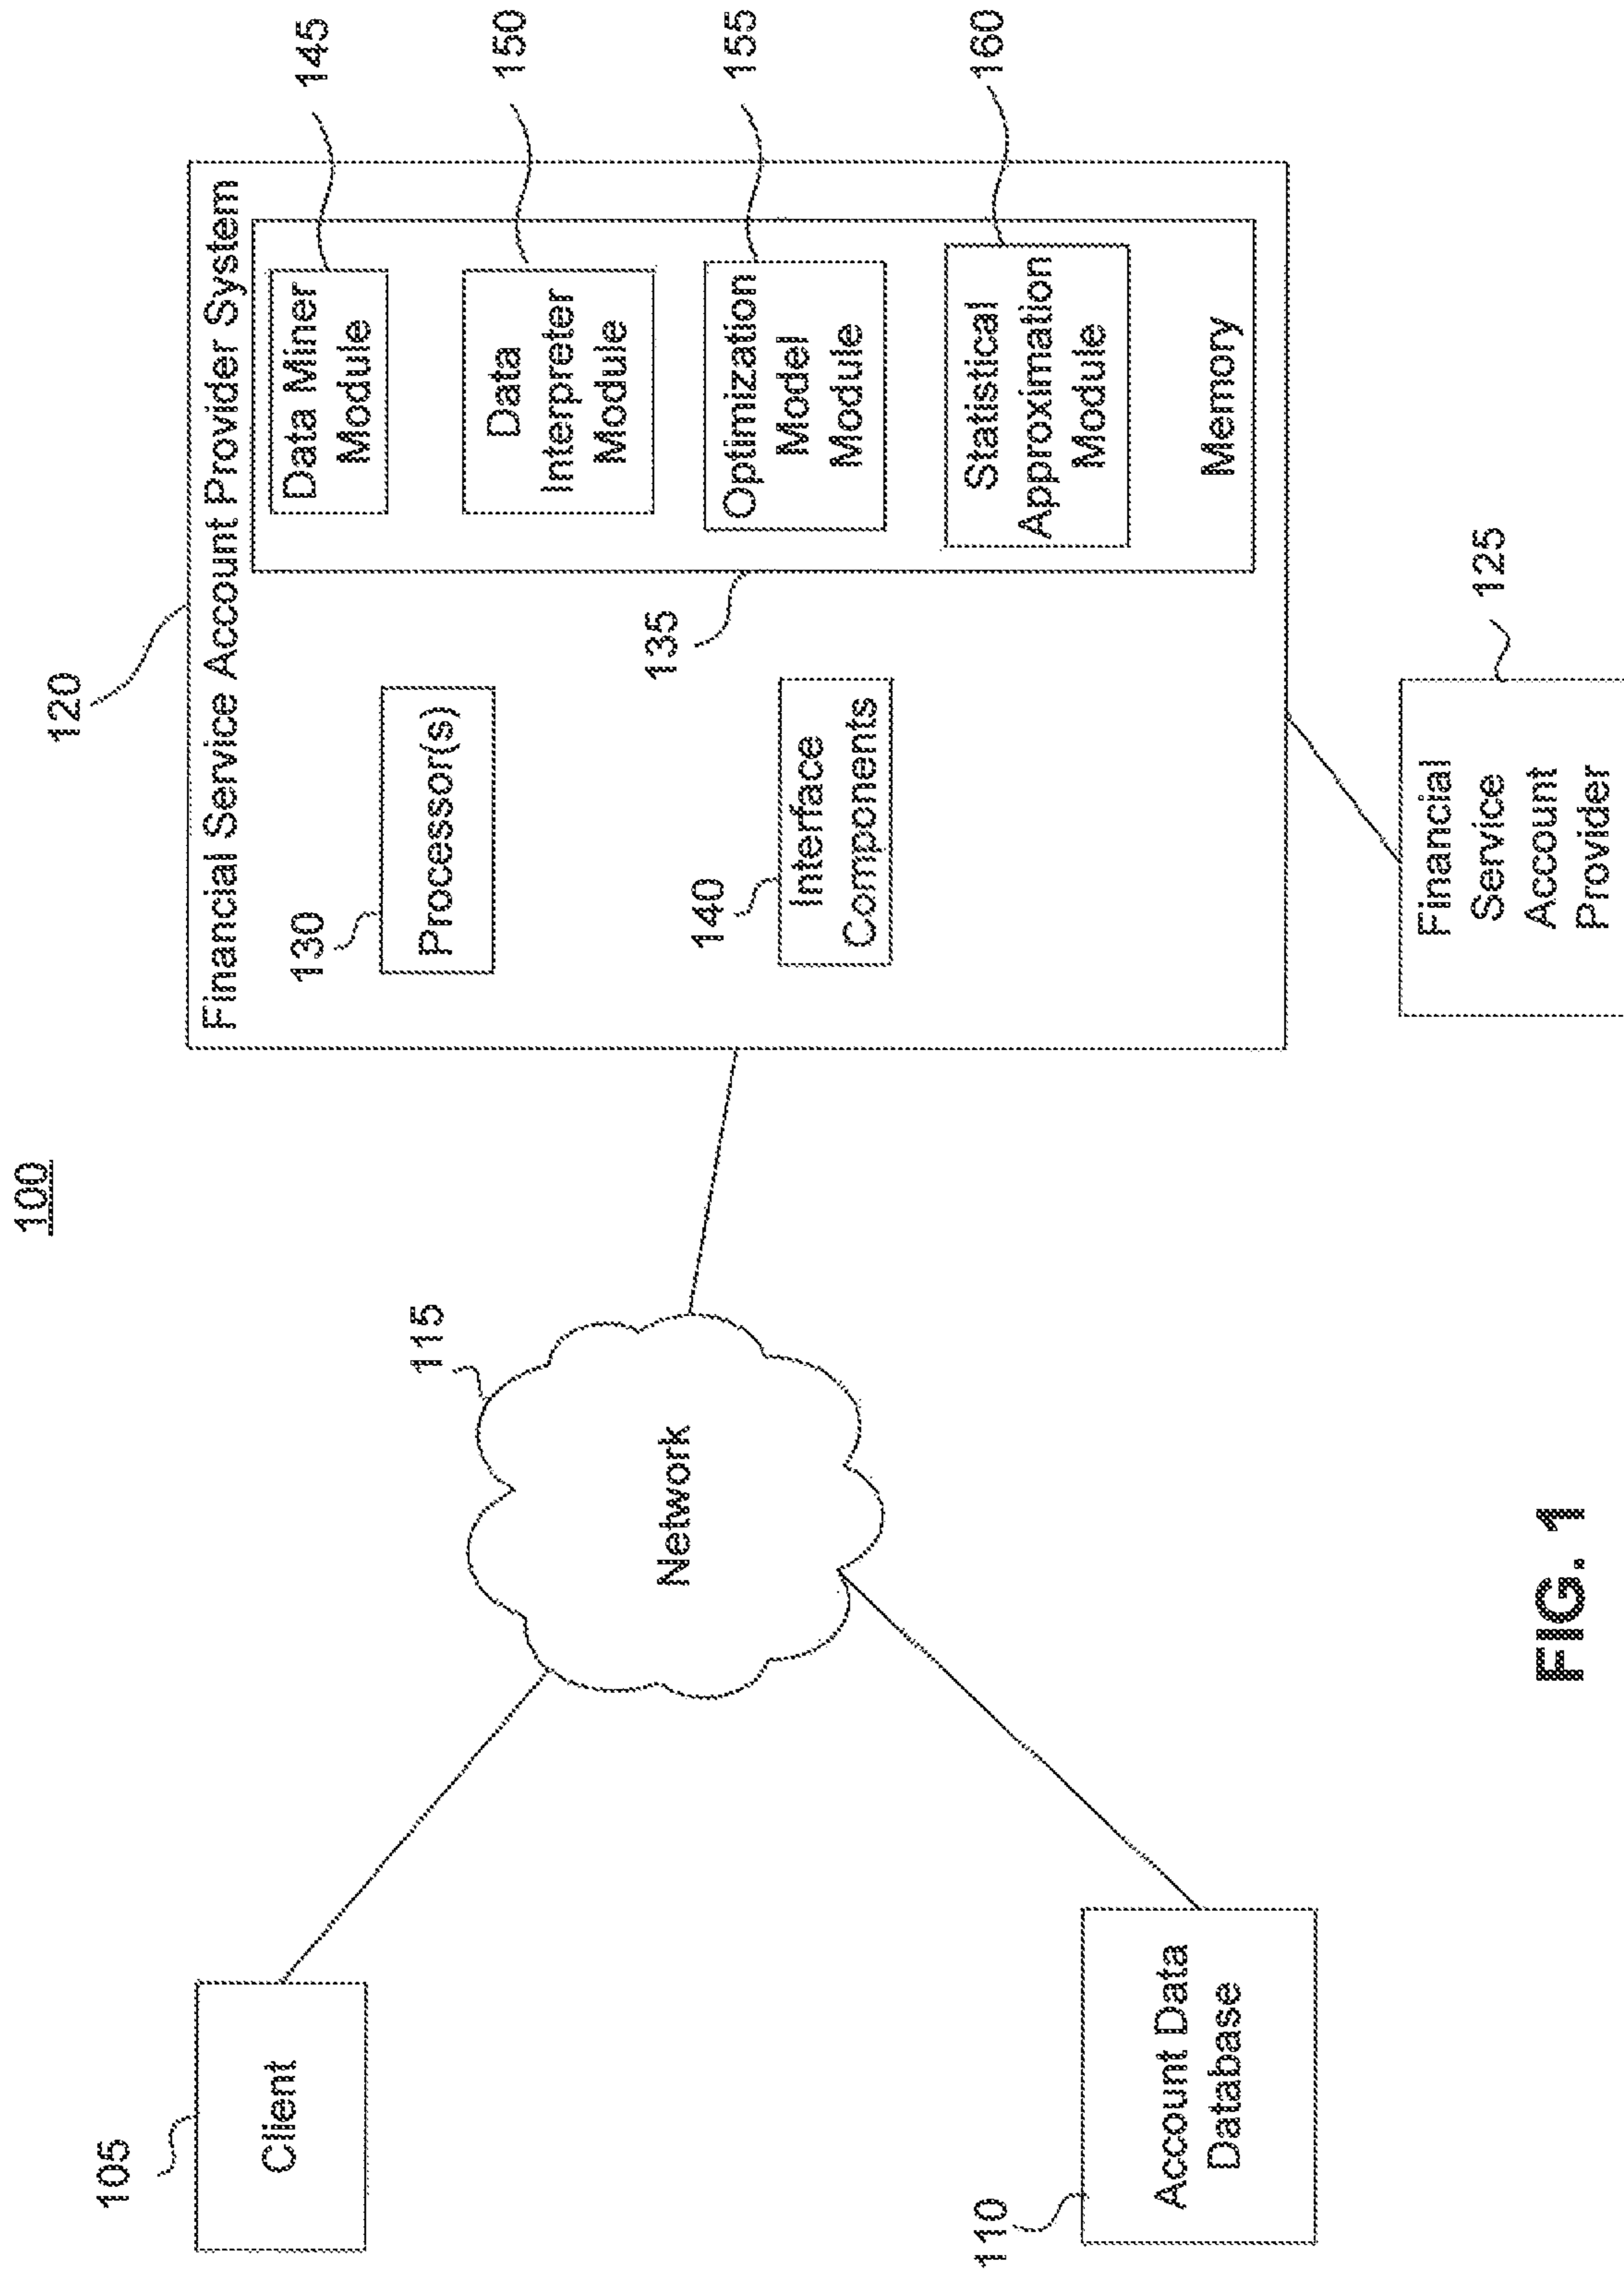 100
120
Financial Service Account Provider System
105
Client
115
Network
130
Processor(s)
140
Interface
Components
135
Data Miner
Module
145
Data
Interpreter
Module
150
Optimization
Model
Module
155
Statistical
Approximation
Module
160
Memory
110
Account Data
Database
Financial
Service
Account
Provider
125
FIG. 1